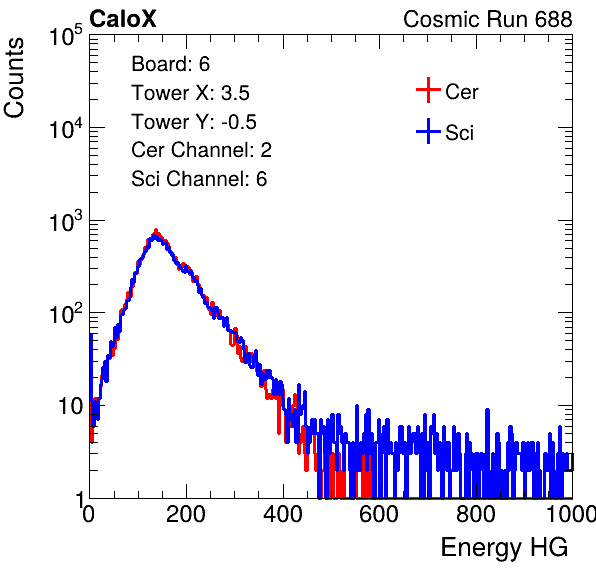 CaloX Cosmic Run 688
Counts
Board: 6
Tower X: 3.5
Tower Y: -0.5
Cer Channel: 2
Sci Channel: 6
Cer
Sci
10^5
10^4
10^3
10^2
10
1
0 200 400 600 800 1000
Energy HG